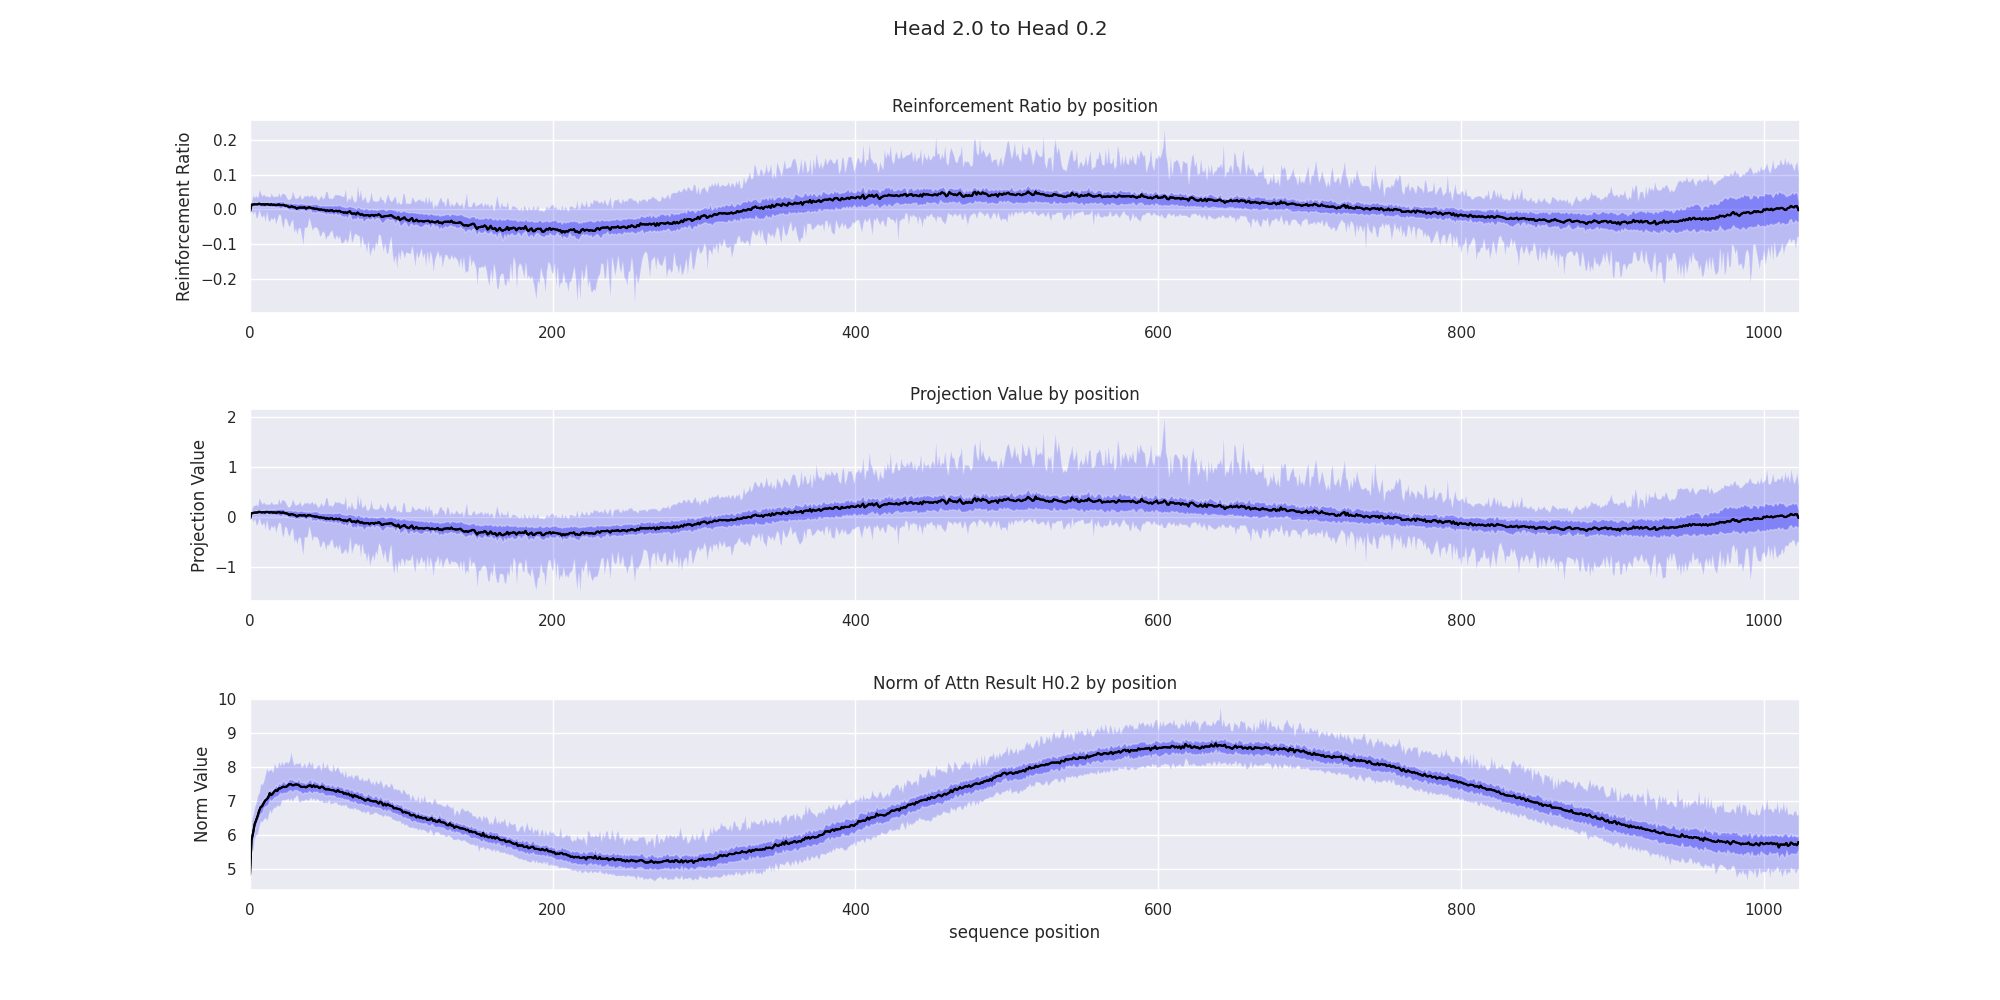 Head 2.0 to Head 0.2
Reinforcement Ratio by position
Reinforcement Ratio
0.2
0.1
0.0
−0.1
−0.2
0 200 400 600 800 1000
Projection Value by position
Projection Value
2
1
0
−1
0 200 400 600 800 1000
Norm of Attn Result H0.2 by position
Norm Value
10
9
8
7
6
5
0 200 400 600 800 1000
sequence position